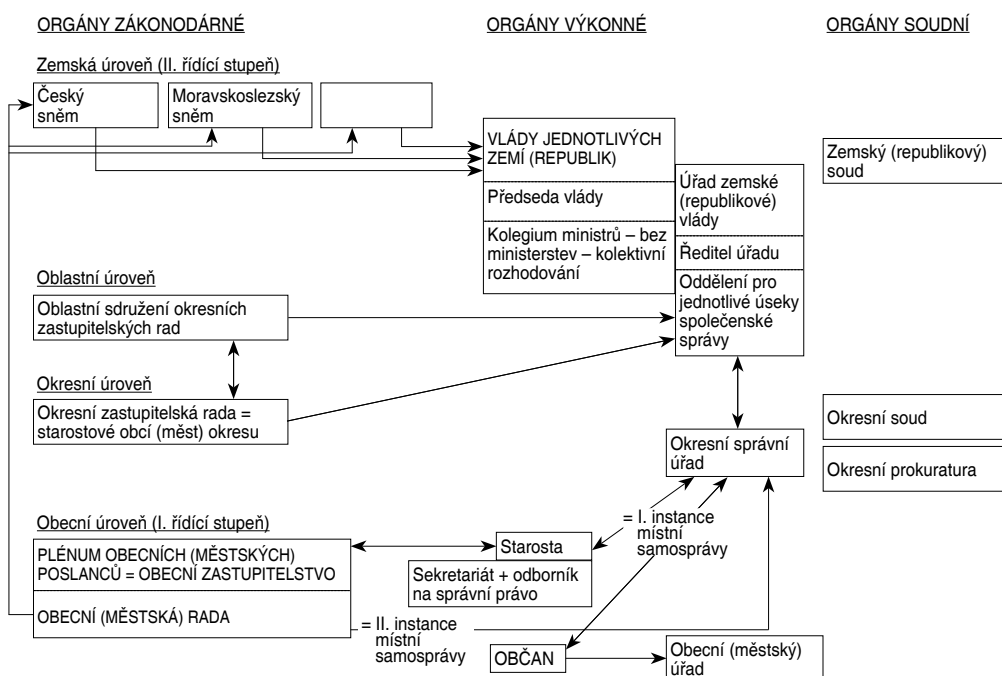 ORGÁNY ZÁKONODÁRNÉ
ORGÁNY VÝKONNÉ
ORGÁNY SOUDNÍ
Zemská úroveň (II. řídící stupeň)
Český
sněm
Moravskoslezský
sněm
VLÁDY JEDNOTLIVÝCH
ZEMÍ (REPUBLIK)
Předseda vlády
Kolegium ministrů – bez
ministerstev – kolektivní
rozhodování
Úřad zemské
(republikové)
vlády
Ředitel úřadu
Oddělení pro
jednotlivé úseky
společenské
správy
Zemský (republikový)
soud
Oblastní úroveň
Oblastní sdružení okresních
zastupitelských rad
Okresní úroveň
Okresní zastupitelská rada =
starostové obcí (měst) okresu
Okresní správní
úřad
Okresní soud
Okresní prokuratura
Obecní úroveň (I. řídící stupeň)
PLÉNUM OBECNÍCH (MĚSTSKÝCH)
POSLANCŮ = OBECNÍ ZASTUPITELSTVO
OBECNÍ (MĚSTSKÁ) RADA
Starosta
Sekretariát + odborník
na správní právo
= I. instance
místní
samosprávy
= II. instance
místní
samosprávy
OBČAN
Obecní (městský)
úřad